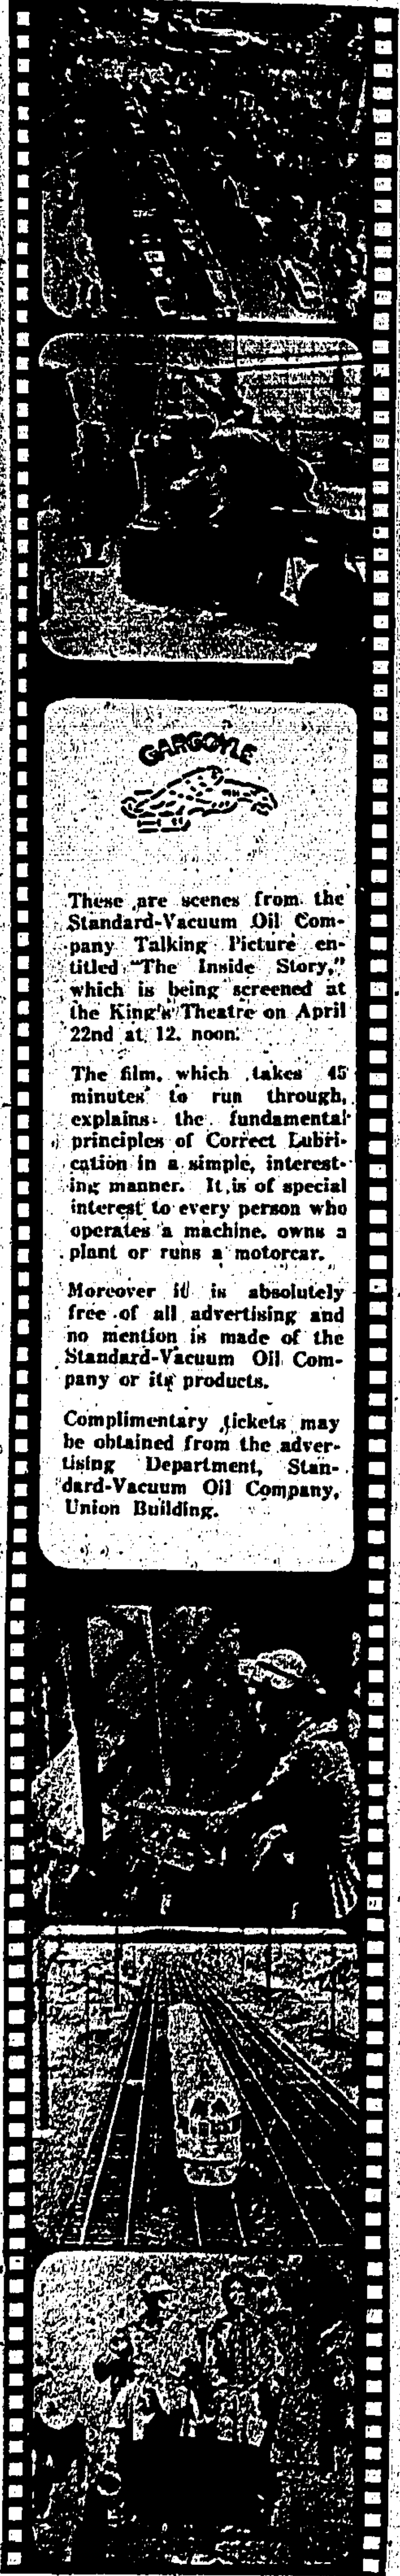 GARGOYLE
These are scenes from the
Standard-Vacuum Oil Com-
pany Talking Picture en-
titled "The Inside Story,"
which is being screened at
the King's Theatre on April
22nd at 12. noon.
The film, which takes 45
minutes to run through,
explains the fundamental
principles of Correct Lubri-
cation in a simple, interest-
ing manner. It is of special
interest to every person who
operates a machine, owns a
plant or runs a motorcar.
Moreover it is absolutely
free of all advertising and
no mention is made of the
Standard-Vacuum Oil Com-
pany or its products.
Complimentary tickets may
be obtained from the adver-
tising Department, Stan-
dard-Vacuum Oil Company,
Union Building.